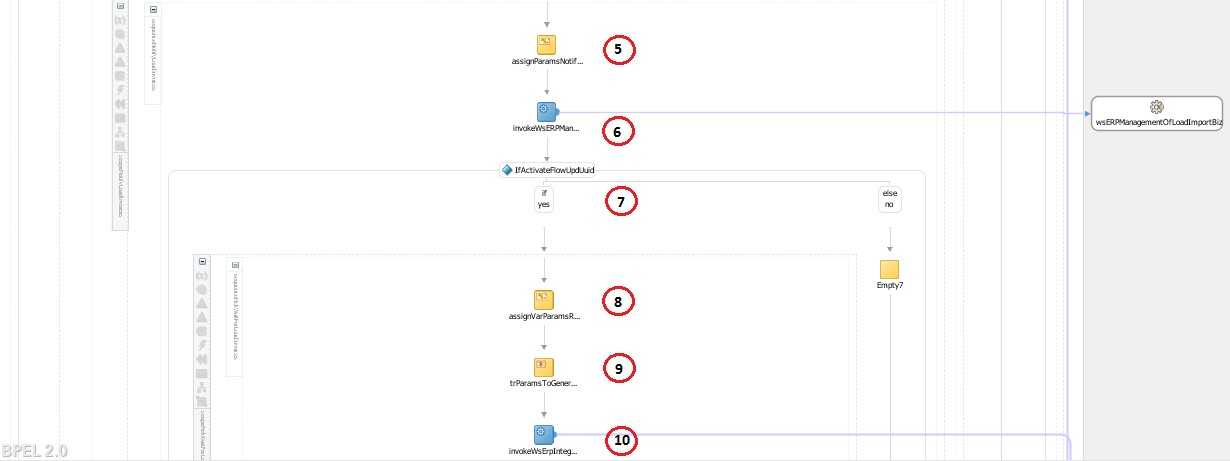 assignParamsNotif...
5
invokeWsERPMan...
6
wsERPManagementOfLoadImportBiz
IfActivateFlowUpdUuid
if
yes
7
else
no
Empty7
assignVarParamsR...
8
trParamsToGener...
9
invokeWsErpInteg...
10
BPEL 2.0